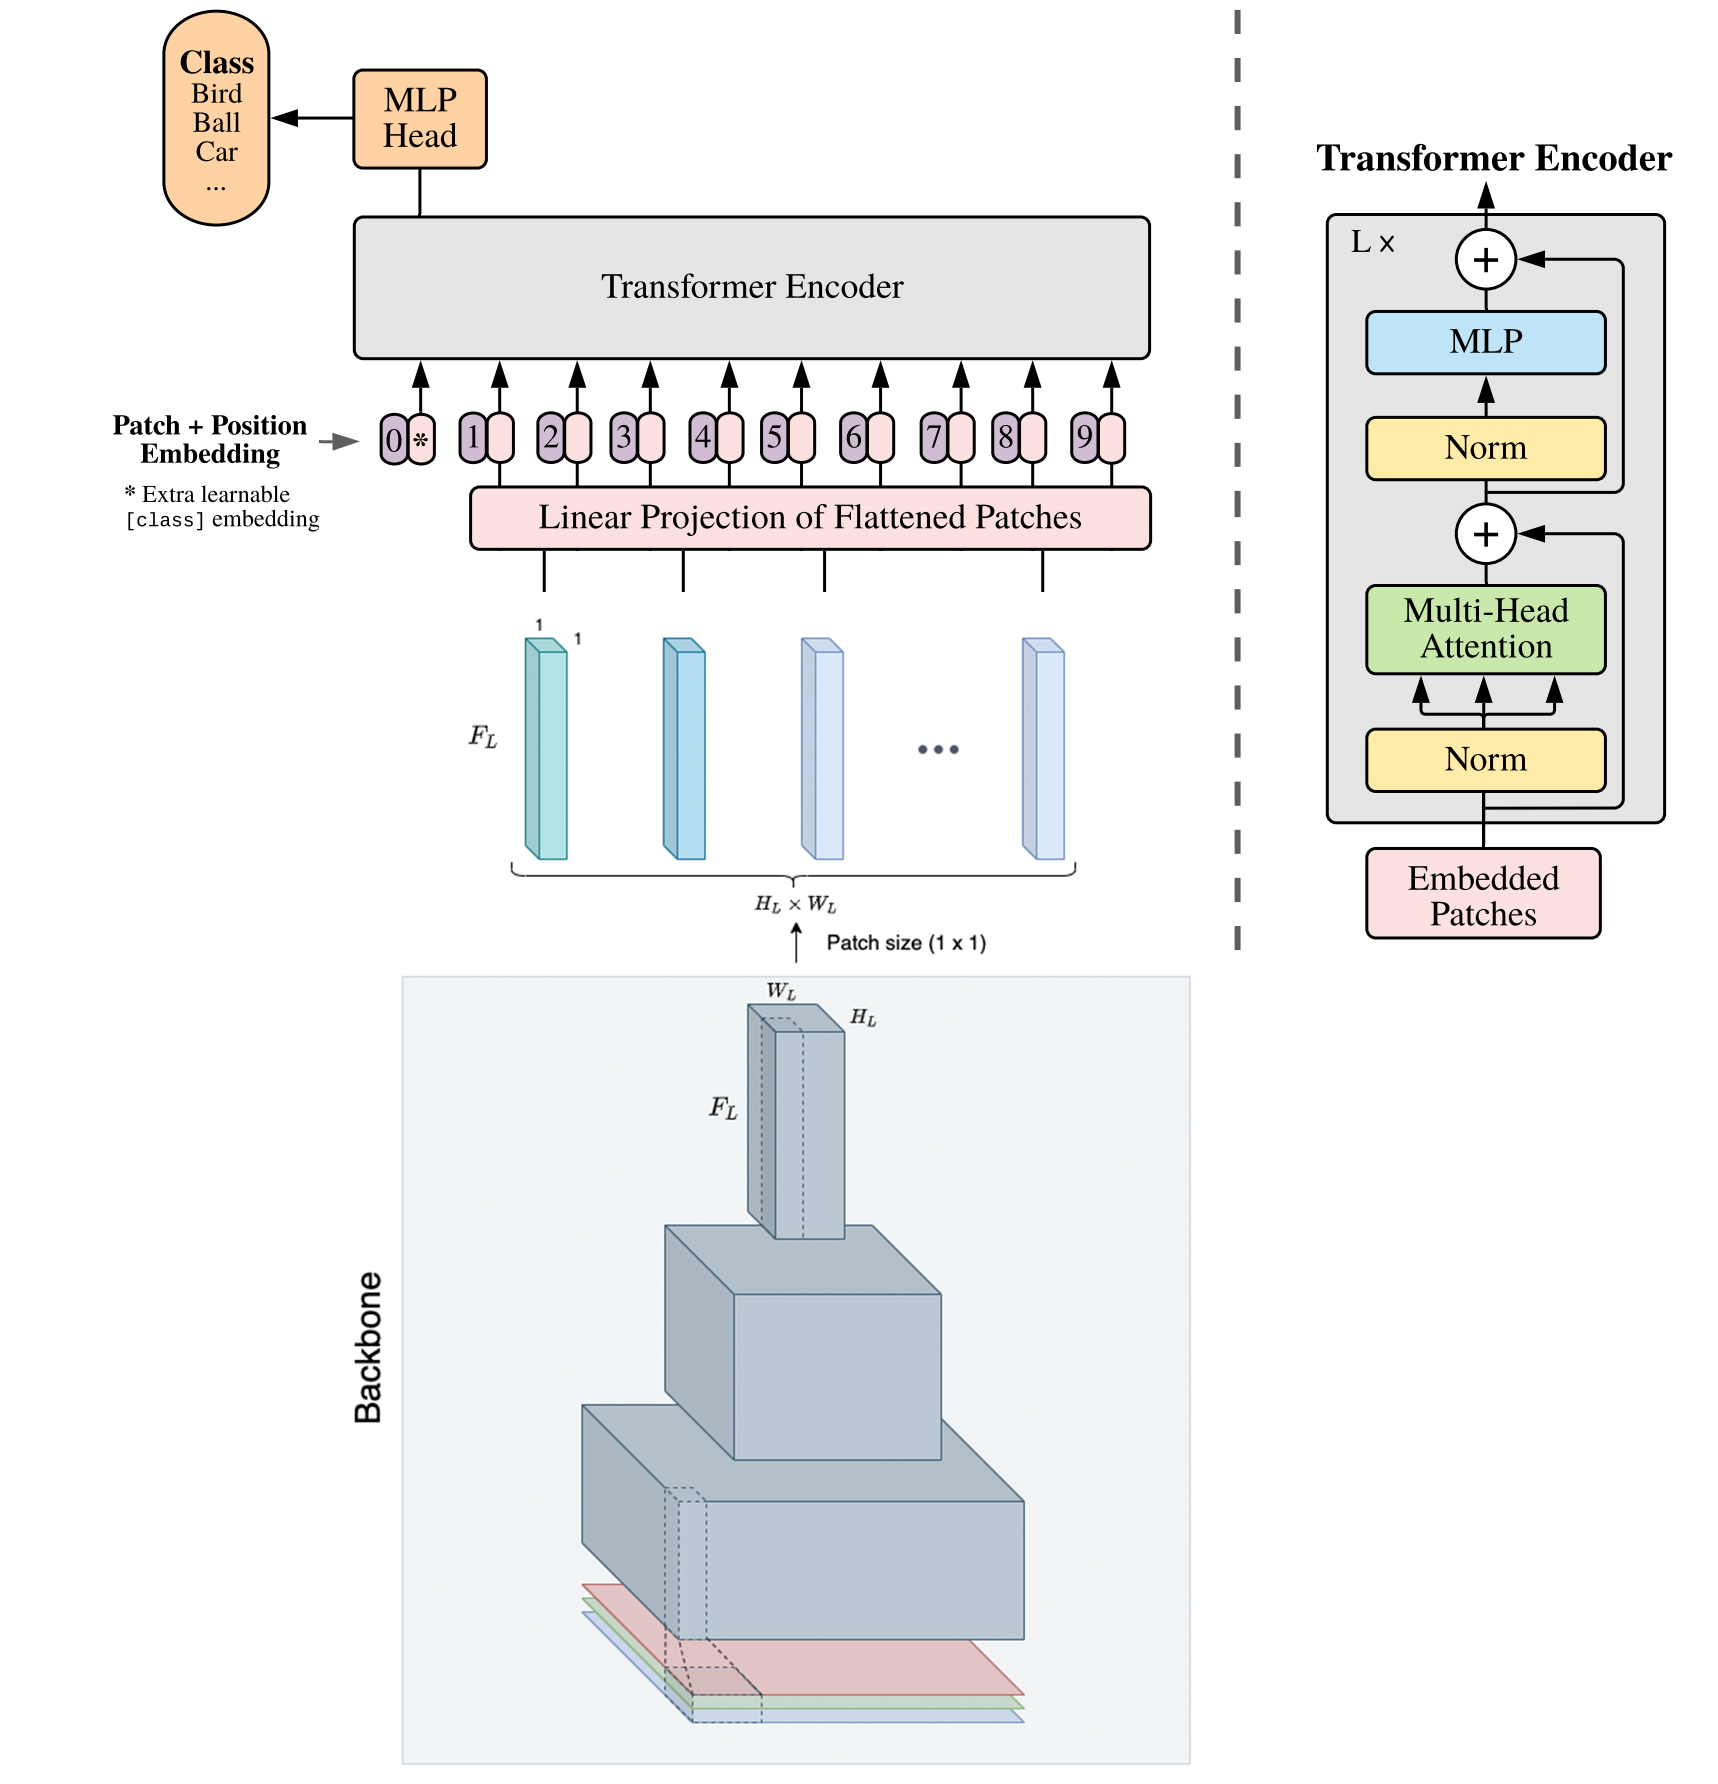 Class
Bird
Ball
Car
...
MLP
Head
Transformer Encoder
Patch + Position
Embedding
* Extra learnable
[class] embedding
0 * 1 2 3 4 5 6 7 8 9
Linear Projection of Flattened Patches
1
1
F_L
...
H_L × W_L
Patch size (1 x 1)
W_L
H_L
F_L
Backbone
Transformer Encoder
L x
+
MLP
Norm
+
Multi-Head
Attention
Norm
Embedded
Patches